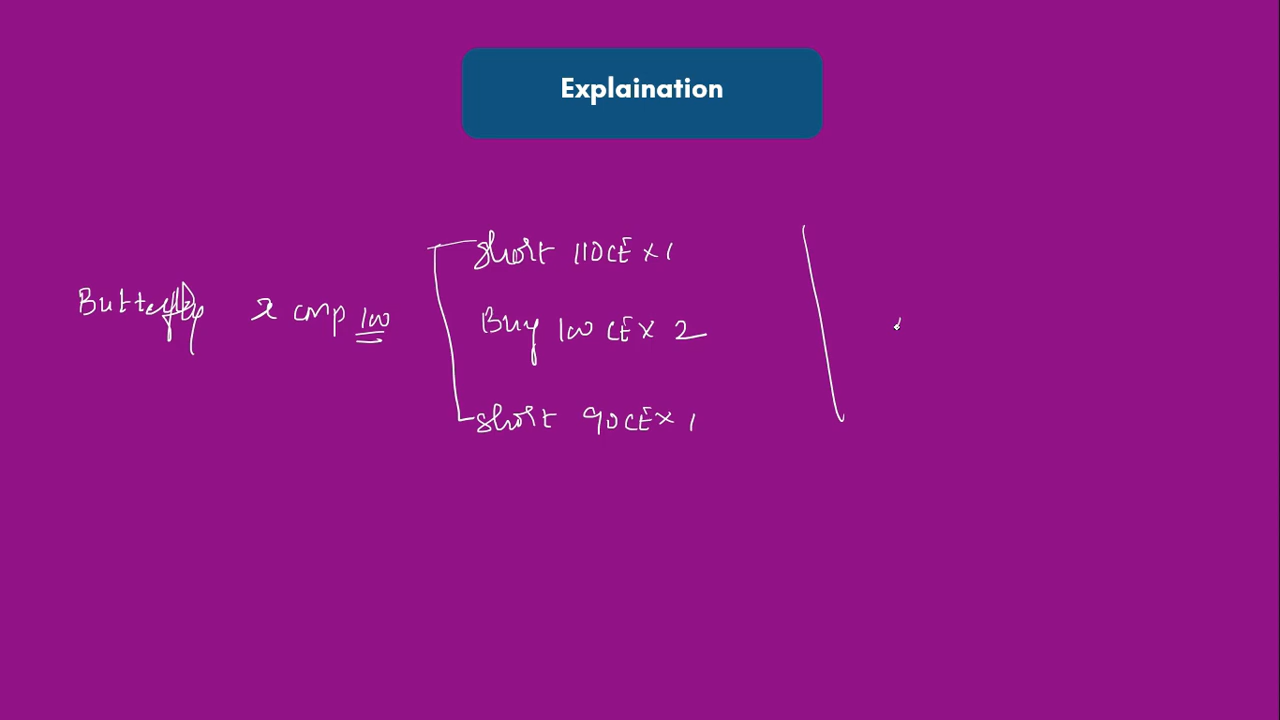 Explaination
short 110CE x 1
Butterfly x cmp 100
Buy 100 CE x 2
short 90CE x 1